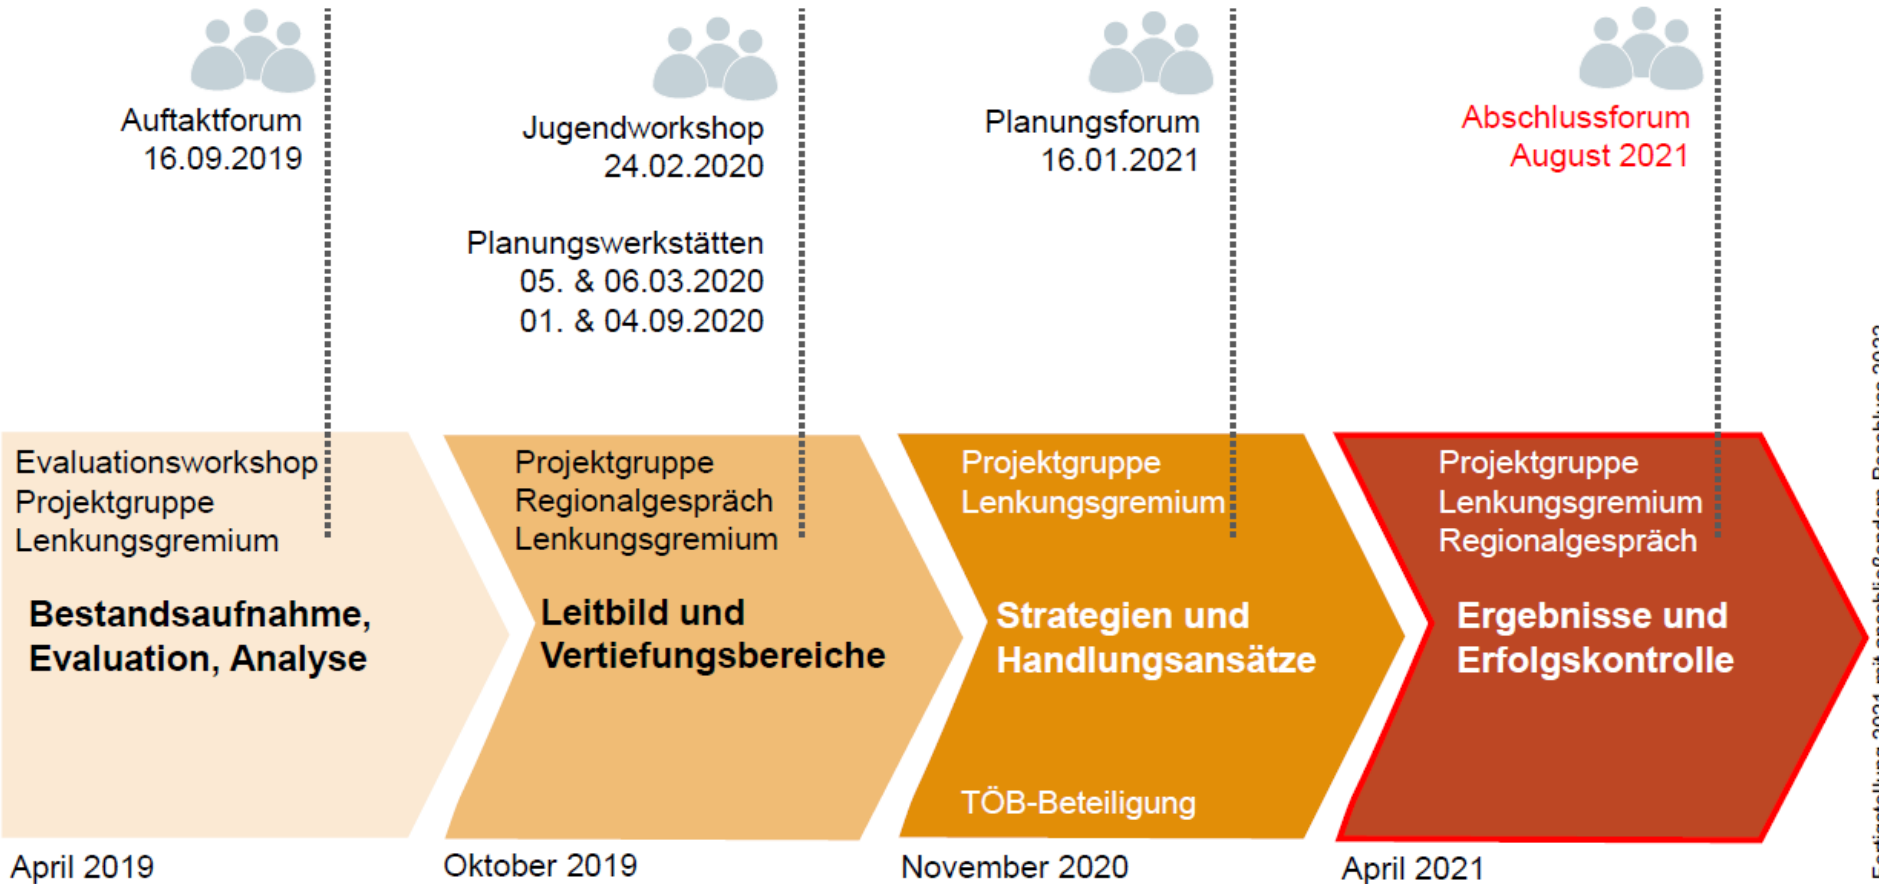 Auftaktforum
16.09.2019
Jugendworkshop
24.02.2020
Planungswerkstätten
05. & 06.03.2020
01. & 04.09.2020
Planungsforum
16.01.2021
Abschlussforum
August 2021
Evaluationsworkshop
Projektgruppe
Lenkungsgremium
Bestandsaufnahme,
Evaluation, Analyse
April 2019
Projektgruppe
Regionalgespräch
Lenkungsgremium
Leitbild und
Vertiefungsbereiche
Oktober 2019
Projektgruppe
Lenkungsgremium
Strategien und
Handlungsansätze
TÖB-Beteiligung
November 2020
Projektgruppe
Lenkungsgremium
Regionalgespräch
Ergebnisse und
Erfolgskontrolle
April 2021
2021 mit